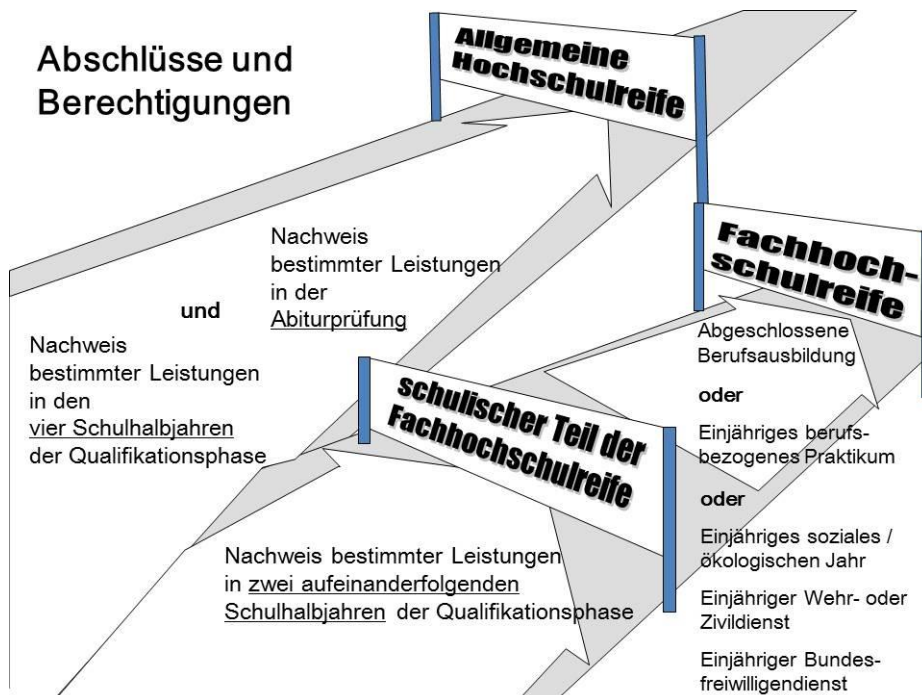 Abschlüsse und
Berechtigungen
Allgemeine
Hochschulreife
Fachhoch-
schulreife
Nachweis
bestimmter Leistungen
in der
Abiturprüfung
und
Nachweis
bestimmter Leistungen
in den
vier Schulhalbjahren
der Qualifikationsphase
schulischer Teil der
Fachhochschulreife
Nachweis bestimmter Leistungen
in zwei aufeinanderfolgenden
Schulhalbjahren der Qualifikationsphase
Abgeschlossene
Berufsausbildung
oder
Einjähriges berufs-
bezogenes Praktikum
oder
Einjähriges soziales /
ökologischen Jahr
Einjähriger Wehr- oder
Zivildienst
Einjähriger Bundes-
freiwilligendienst